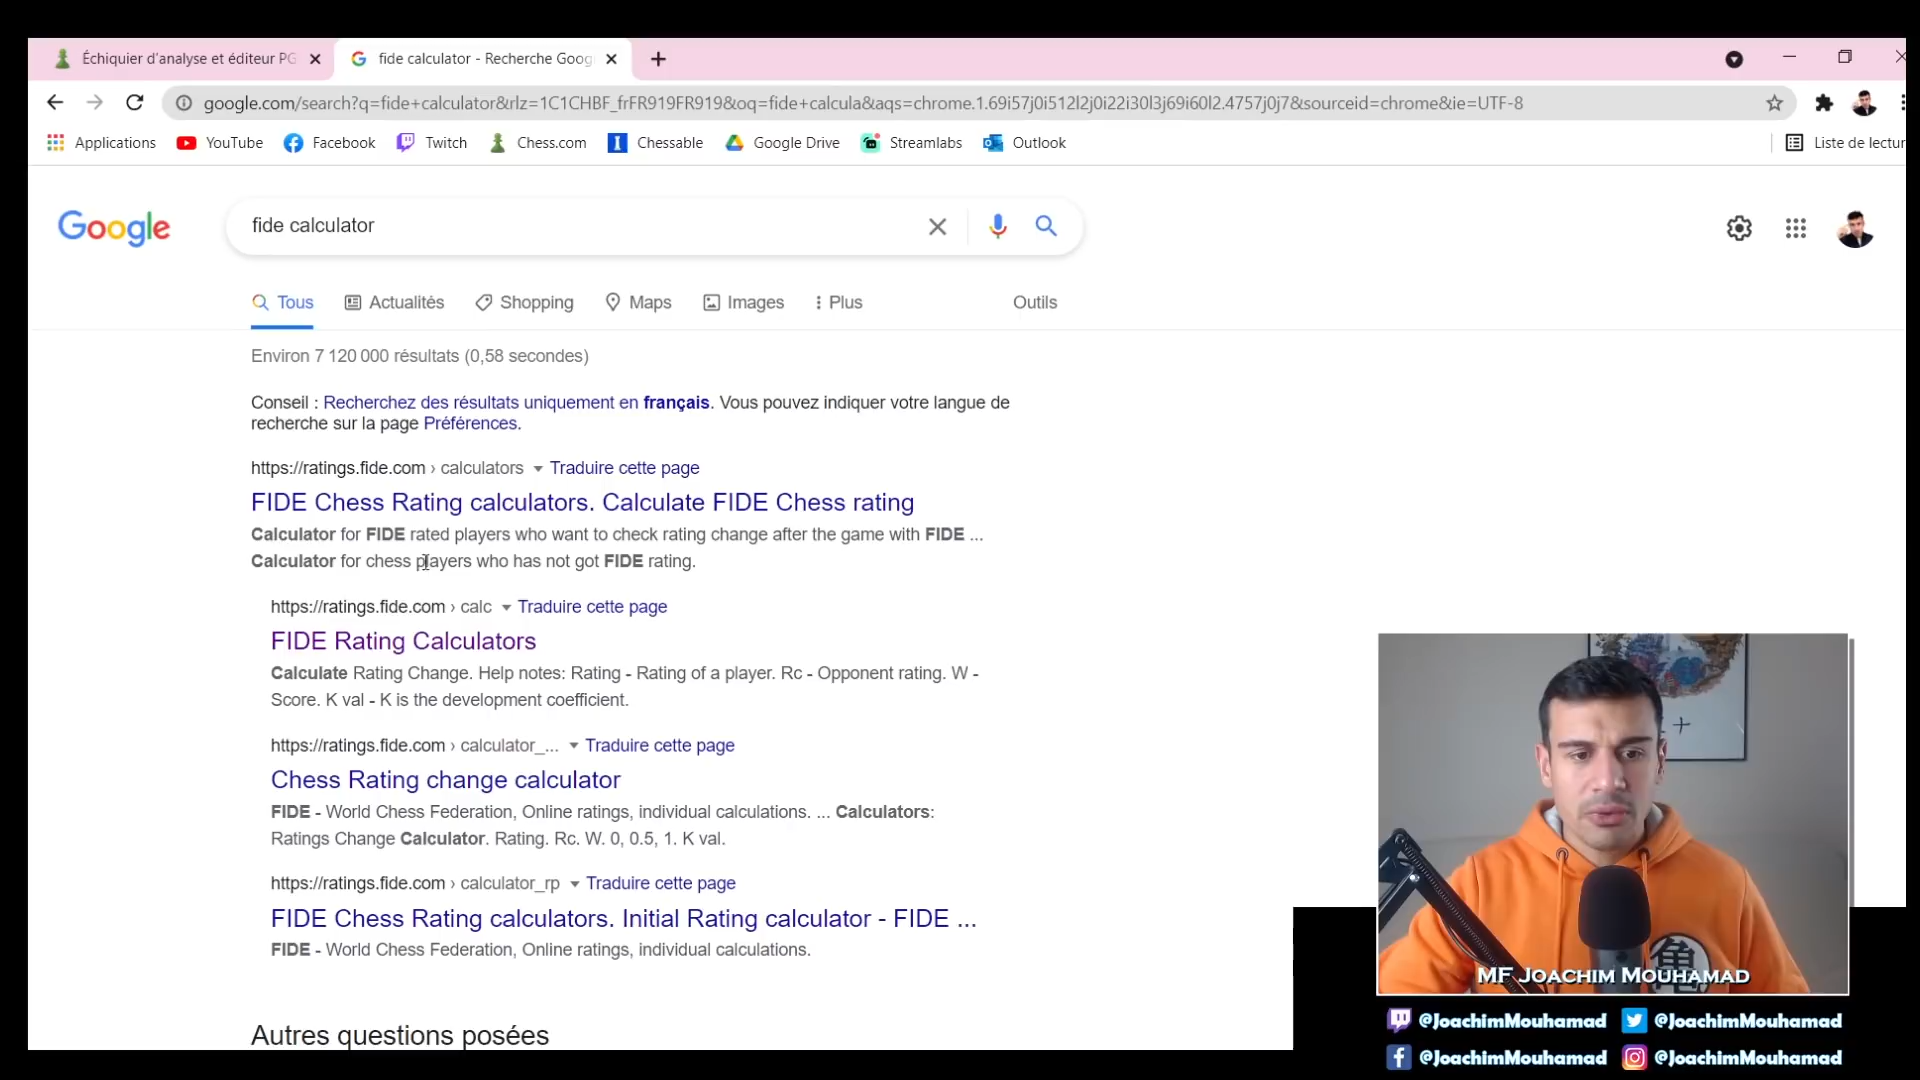 Échiquier d'analyse et éditeur PG
fide calculator - Recherche Goog
google.com/search?q=fide+calculator&rlz=1C1CHBF_frFR919FR919&oq=fide+calcula&aqs=chrome.1.69i57j0i512l2j0i22i30l3j69i60l2.4757j0j7&sourceid=chrome&ie=UTF-8
Applications YouTube Facebook Twitch Chess.com Chessable Google Drive Streamlabs Outlook Liste de lectur
Google
fide calculator
Tous Actualités Shopping Maps Images Plus Outils
Environ 7 120 000 résultats (0,58 secondes)
Conseil : Recherchez des résultats uniquement en français. Vous pouvez indiquer votre langue de
recherche sur la page Préférences.
https://ratings.fide.com › calculators Traduire cette page
FIDE Chess Rating calculators. Calculate FIDE Chess rating
Calculator for FIDE rated players who want to check rating change after the game with FIDE ...
Calculator for chess players who has not got FIDE rating.
https://ratings.fide.com › calc Traduire cette page
FIDE Rating Calculators
Calculate Rating Change. Help notes: Rating - Rating of a player. Rc - Opponent rating. W -
Score. K val - K is the development coefficient.
https://ratings.fide.com › calculator_... Traduire cette page
Chess Rating change calculator
FIDE - World Chess Federation, Online ratings, individual calculations. ... Calculators:
Ratings Change Calculator. Rating. Rc. W. 0, 0.5, 1. K val.
https://ratings.fide.com › calculator_rp Traduire cette page
FIDE Chess Rating calculators. Initial Rating calculator - FIDE ...
FIDE - World Chess Federation, Online ratings, individual calculations.
Autres questions posées
十
亀
MF JOACHIM MOUHAMAD
@JoachimMouhamad @JoachimMouhamad
@JoachimMouhamad @JoachimMouhamad